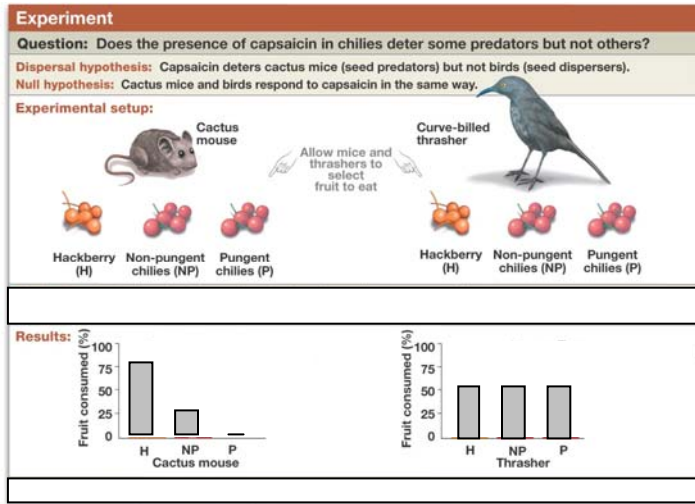 Experiment
Question: Does the presence of capsaicin in chilies deter some predators but not others?
Dispersal hypothesis: Capsaicin deters cactus mice (seed predators) but not birds (seed dispersers).
Null hypothesis: Cactus mice and birds respond to capsaicin in the same way.
Experimental setup:
Cactus
mouse
Allow mice and
thrashers to
select
fruit to eat
Curve-billed
thrasher
Hackberry
(H)
Non-pungent
chilies (NP)
Pungent
chilies (P)
Hackberry
(H)
Non-pungent
chilies (NP)
Pungent
chilies (P)
Results:
Fruit consumed (%)
100
75
50
25
0
H NP P
Cactus mouse
Fruit consumed (%)
100
75
50
25
0
H NP P
Thrasher